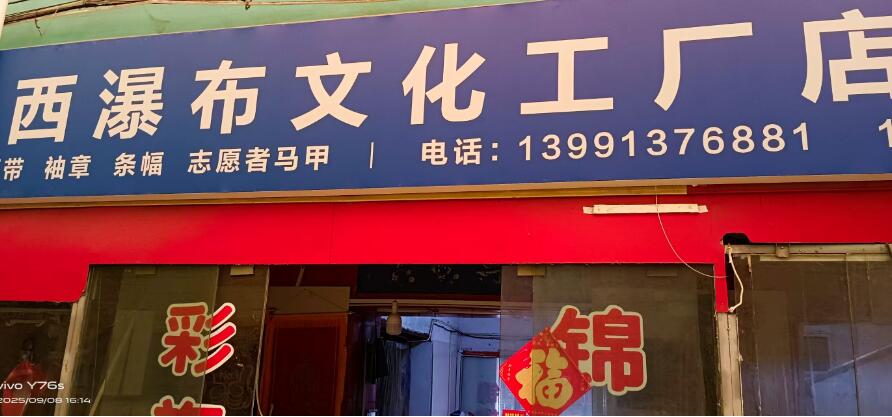 西瀑布文化工厂店
带 袖章 条幅 志愿者马甲 | 电话：13991376881 1
彩
锦
福
vivo Y76s
2025/09/08 16:14